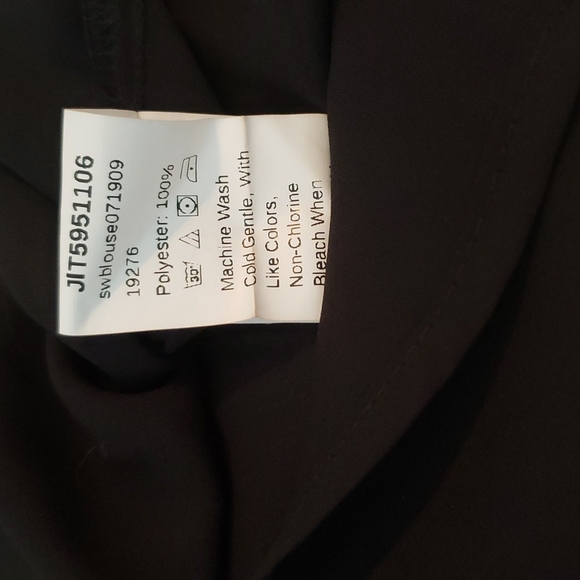 JIT5951106
swblouse071909
19276
Polyester: 100%
30°
Machine Wash
Cold Gentle, With
Like Colors,
Non-Chlorine
Bleach When